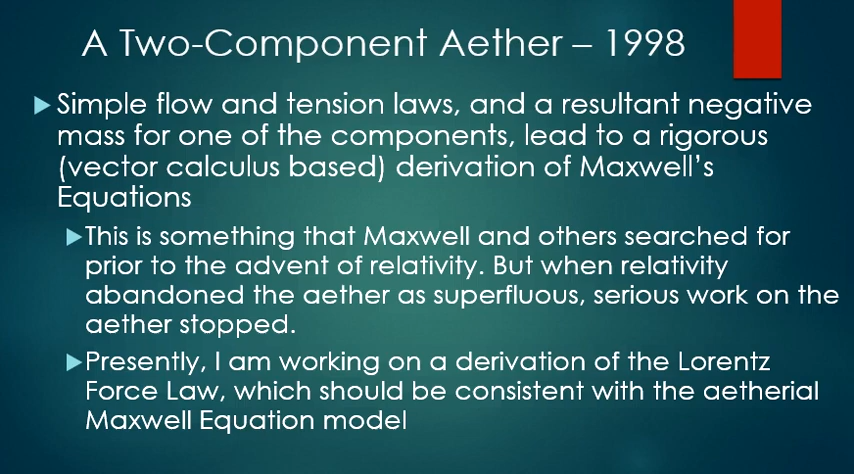 A Two-Component Aether – 1998
Simple flow and tension laws, and a resultant negative
mass for one of the components, lead to a rigorous
(vector calculus based) derivation of Maxwell's
Equations
This is something that Maxwell and others searched for
prior to the advent of relativity. But when relativity
abandoned the aether as superfluous, serious work on the
aether stopped.
Presently, I am working on a derivation of the Lorentz
Force Law, which should be consistent with the aetherial
Maxwell Equation model